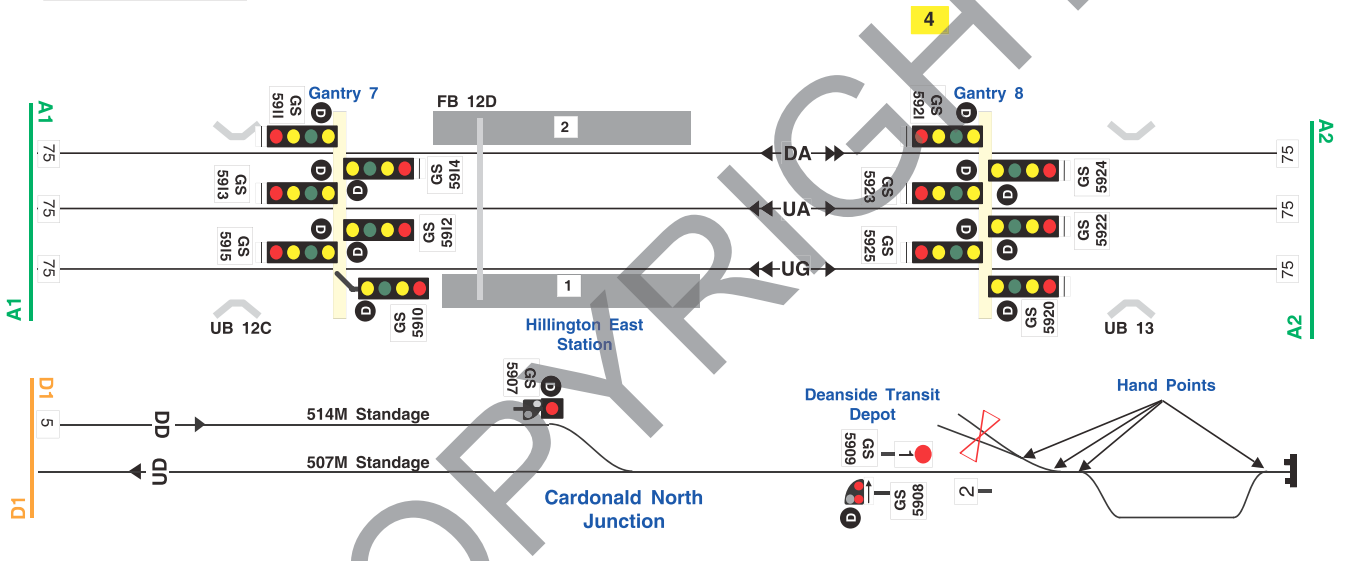 4
Gantry 7
Gantry 8
FB 12D
A1
A2
GS 5911
D
2
GS 5921
D
75
DA
75
GS 5914
D
D
GS 5924
D
D
GS 5913
GS 5923
75
UA
75
GS 5912
D
D
GS 5922
D
D
GS 5915
GS 5925
75
UG
75
GS 5910
D
1
GS 5920
D
A1
UB 12C
Hillington East
Station
UB 13
A2
COPYRIGHT
D1
5
DD
514M Standage
GS 5907
D
Deanside Transit
Depot
Hand Points
UD
507M Standage
GS 5909
1
GS 5908
D
2
D1
Cardonald North
Junction